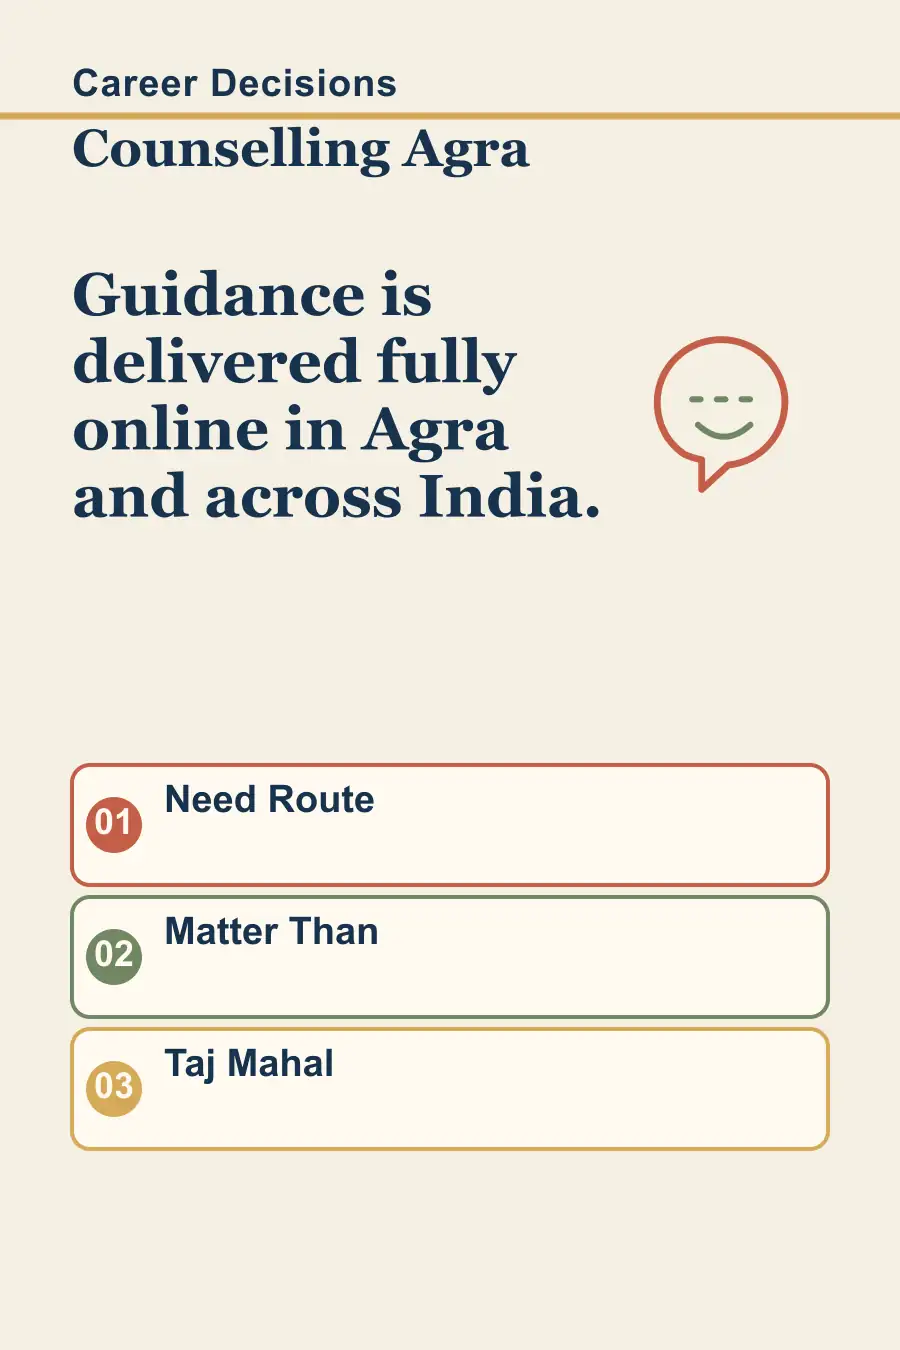 Career Decisions
Counselling Agra
Guidance is
delivered fully
online in Agra
and across India.
01
Need Route
02
Matter Than
03
Taj Mahal